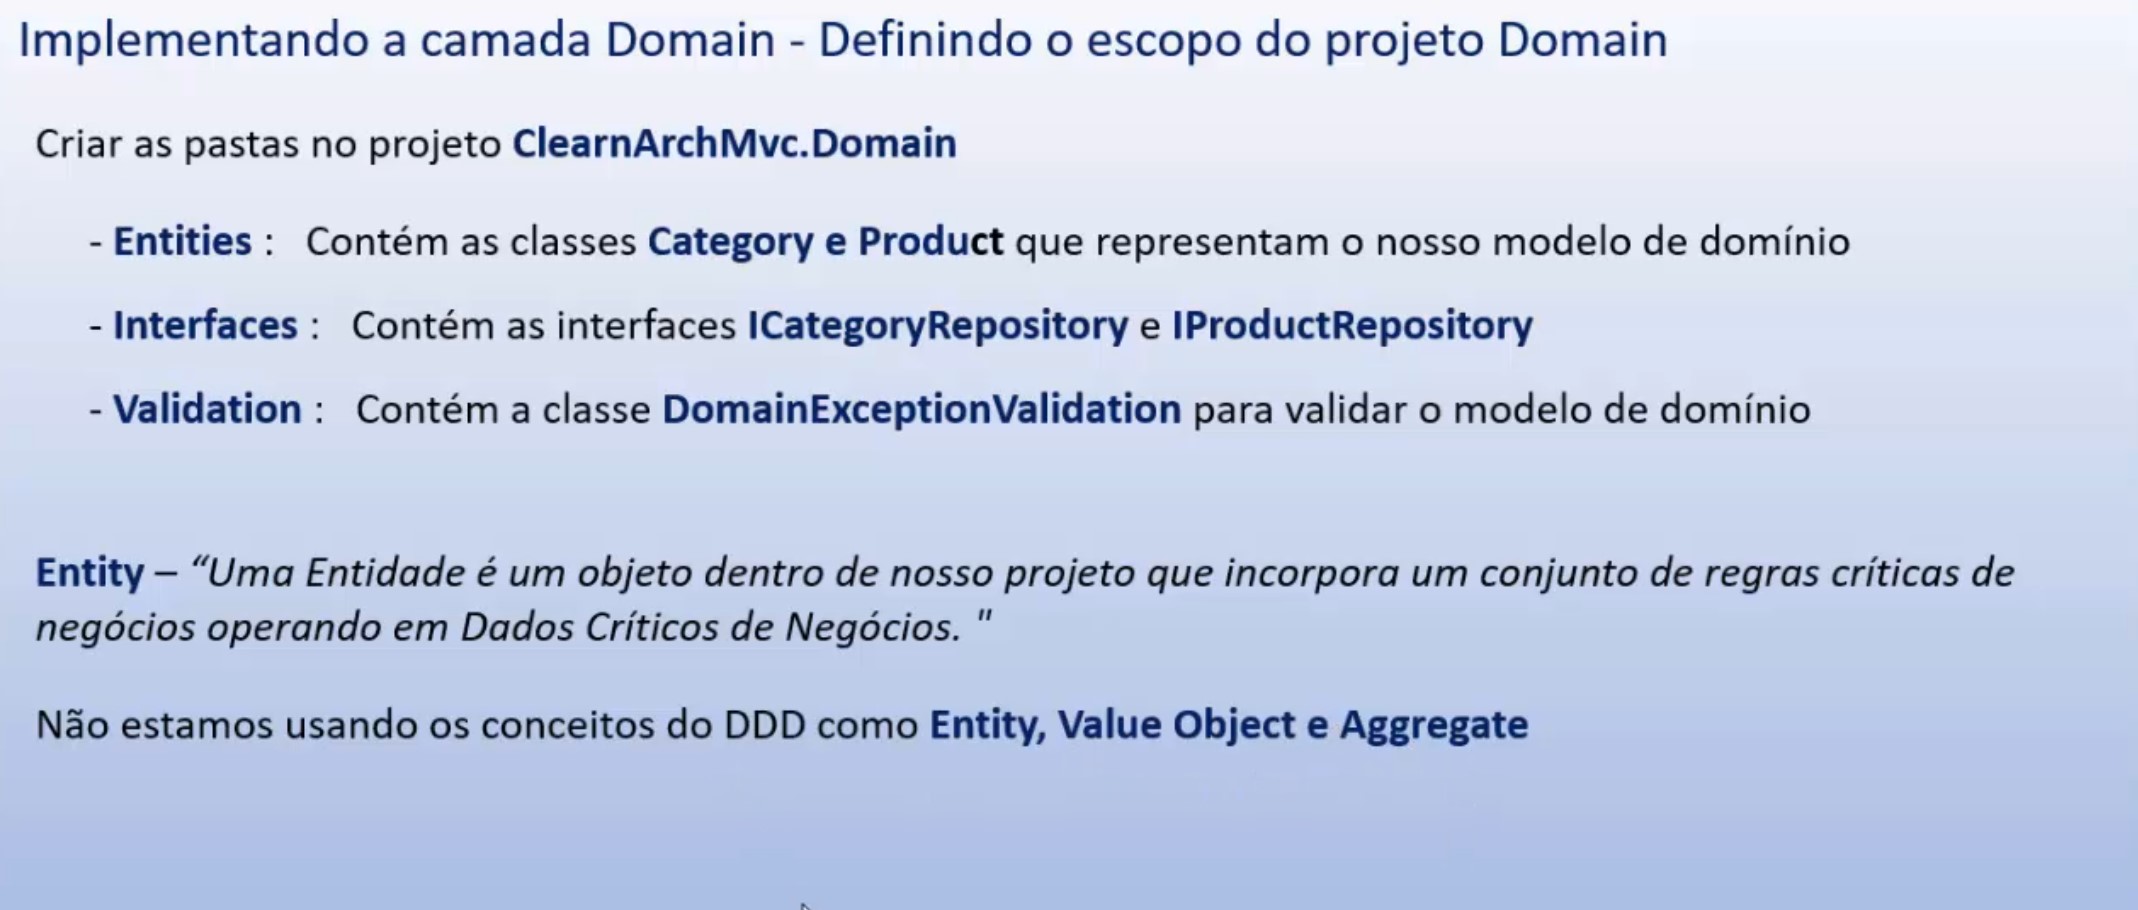 Implementando a camada Domain - Definindo o escopo do projeto Domain
Criar as pastas no projeto ClearnArchMvc.Domain
- Entities : Contém as classes Category e Product que representam o nosso modelo de domínio
- Interfaces : Contém as interfaces ICategoryRepository e IProductRepository
- Validation : Contém a classe DomainExceptionValidation para validar o modelo de domínio
Entity – “Uma Entidade é um objeto dentro de nosso projeto que incorpora um conjunto de regras críticas de
negócios operando em Dados Críticos de Negócios. "
Não estamos usando os conceitos do DDD como Entity, Value Object e Aggregate